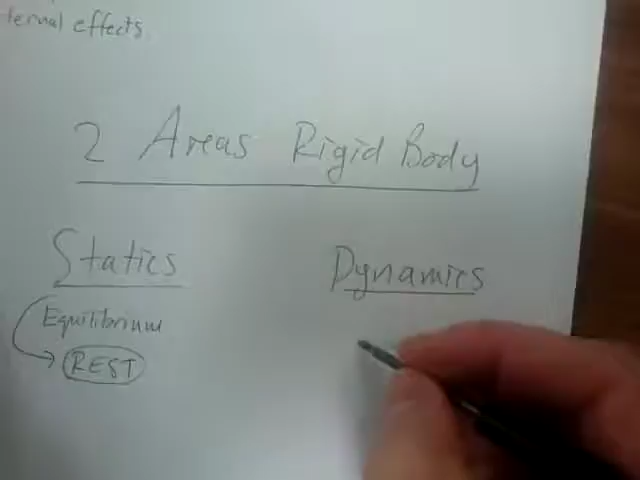 ternal effects.
2 Areas Rigid Body
Statics
Dynamics
Equilibrium
REST